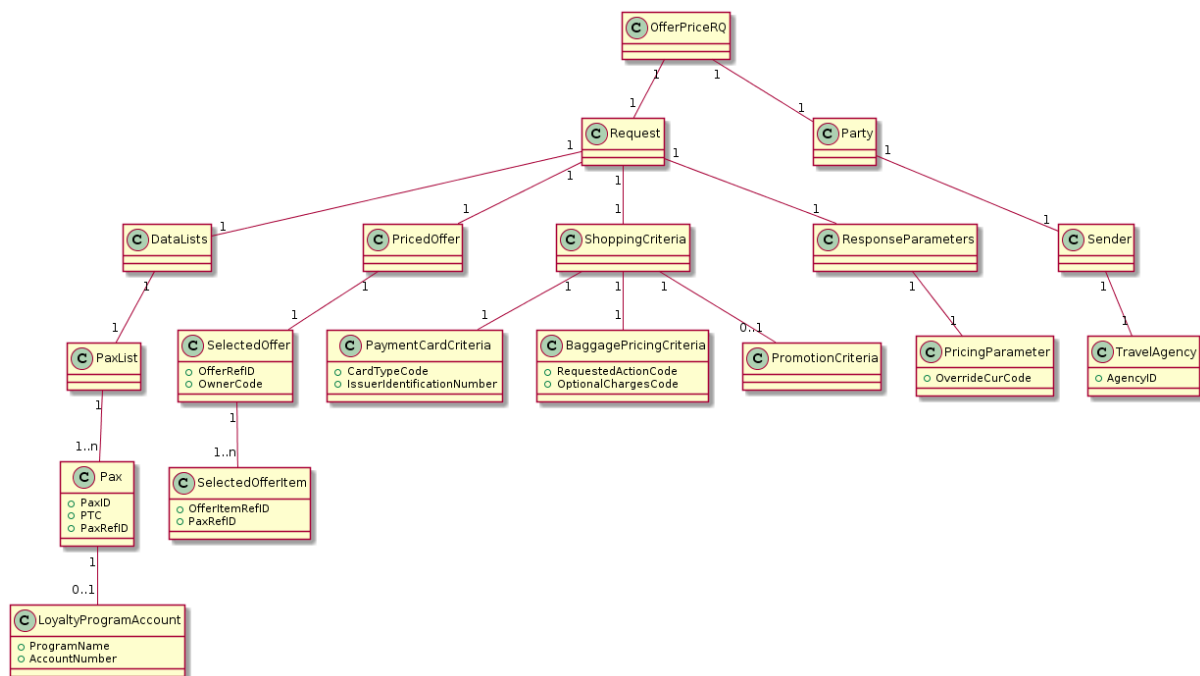 C OfferPriceRQ
1 1
1 1
C Request
C Party
1 1 1 1 1
1 1 1 1 1
C DataLists
C PricedOffer
C ShoppingCriteria
C ResponseParameters
C Sender
1 1 1 1 1 1 1
1 1 1 1 0..1 1 1
C PaxList
C SelectedOffer
OfferRefID
OwnerCode
C PaymentCardCriteria
CardTypeCode
IssuerIdentificationNumber
C BaggagePricingCriteria
RequestedActionCode
OptionalChargesCode
C PromotionCriteria
C PricingParameter
OverrideCurCode
C TravelAgency
AgencyID
1 1
1..n 1..n
C Pax
PaxID
PTC
PaxRefID
C SelectedOfferItem
OfferItemRefID
PaxRefID
1
0..1
C LoyaltyProgramAccount
ProgramName
AccountNumber